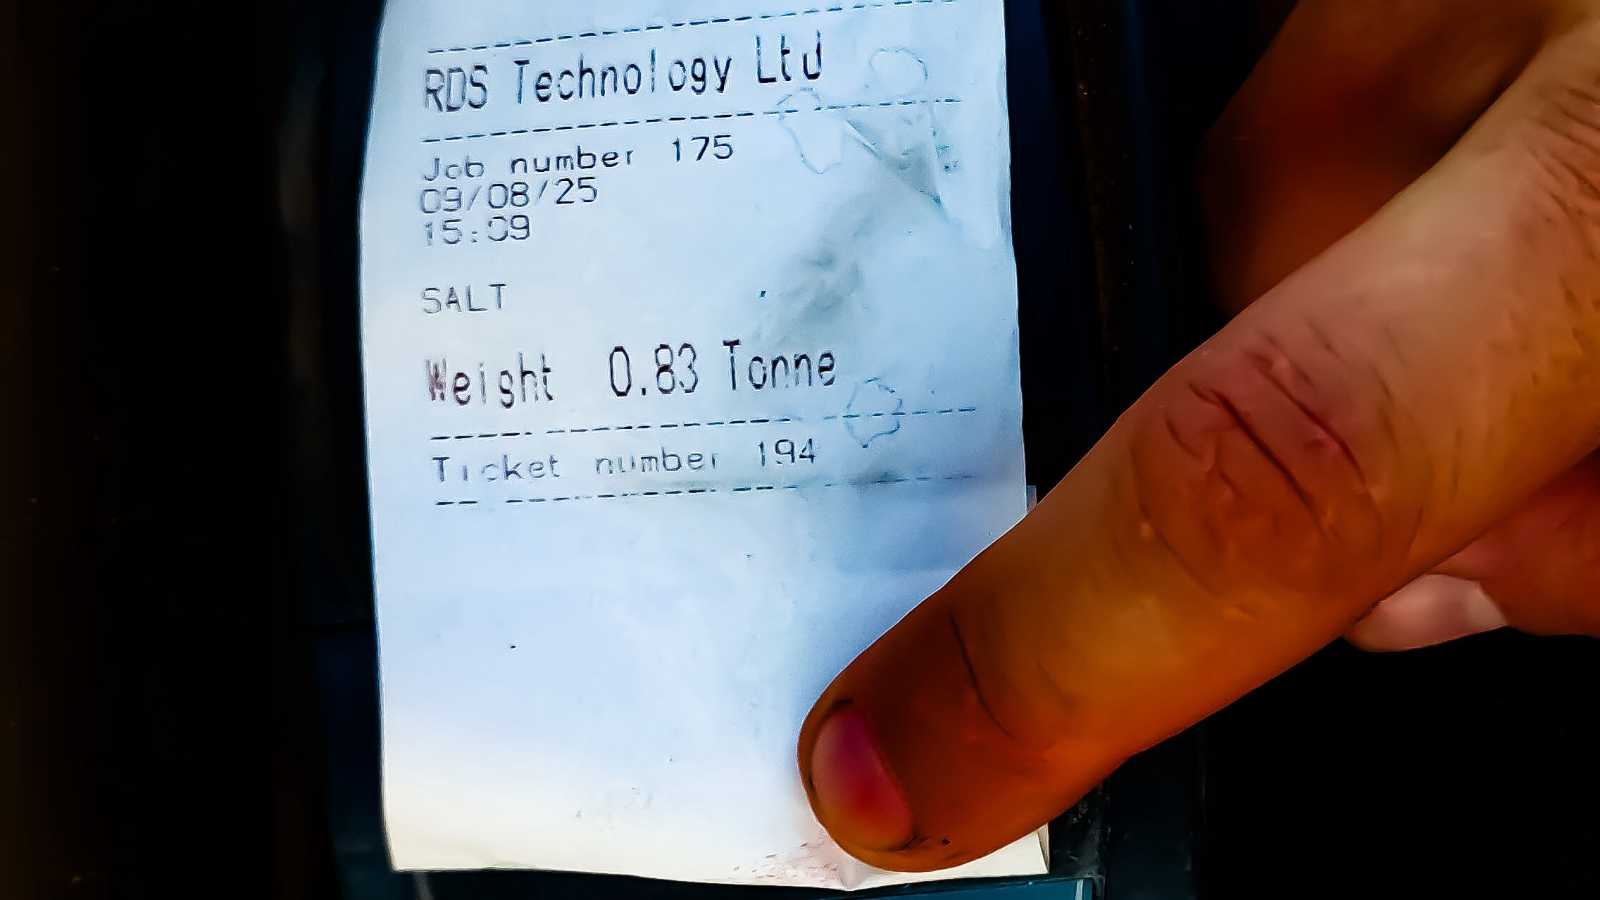 RDS Technology Ltd
Job number 175
09/08/25
15:09
SALT
Weight 0.83 Tonne
Ticket number 194